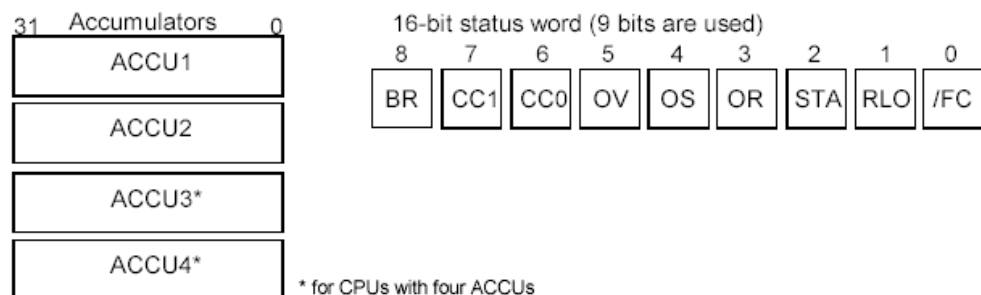 31 Accumulators 0
ACCU1
ACCU2
ACCU3*
ACCU4*
* for CPUs with four ACCUs
16-bit status word (9 bits are used)
8 7 6 5 4 3 2 1 0
BR CC1 CC0 OV OS OR STA RLO /FC